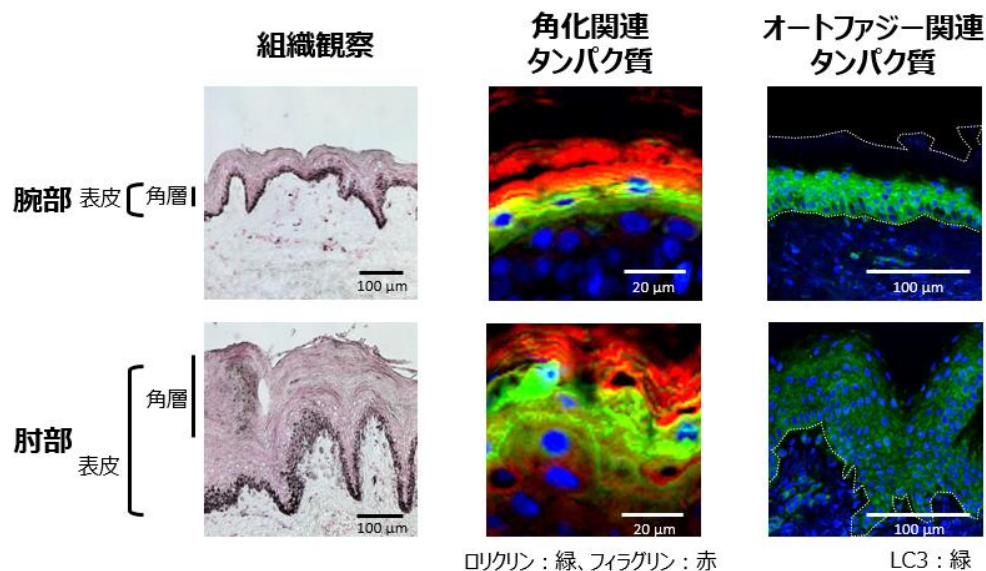 組織観察
角化関連
タンパク質
オートファジー関連
タンパク質
腕部 表皮 角層
100 μm
20 μm
100 μm
肘部 表皮 角層
100 μm
20 μm
100 μm
ロリクリン：緑、フィラグリン：赤
LC3：緑